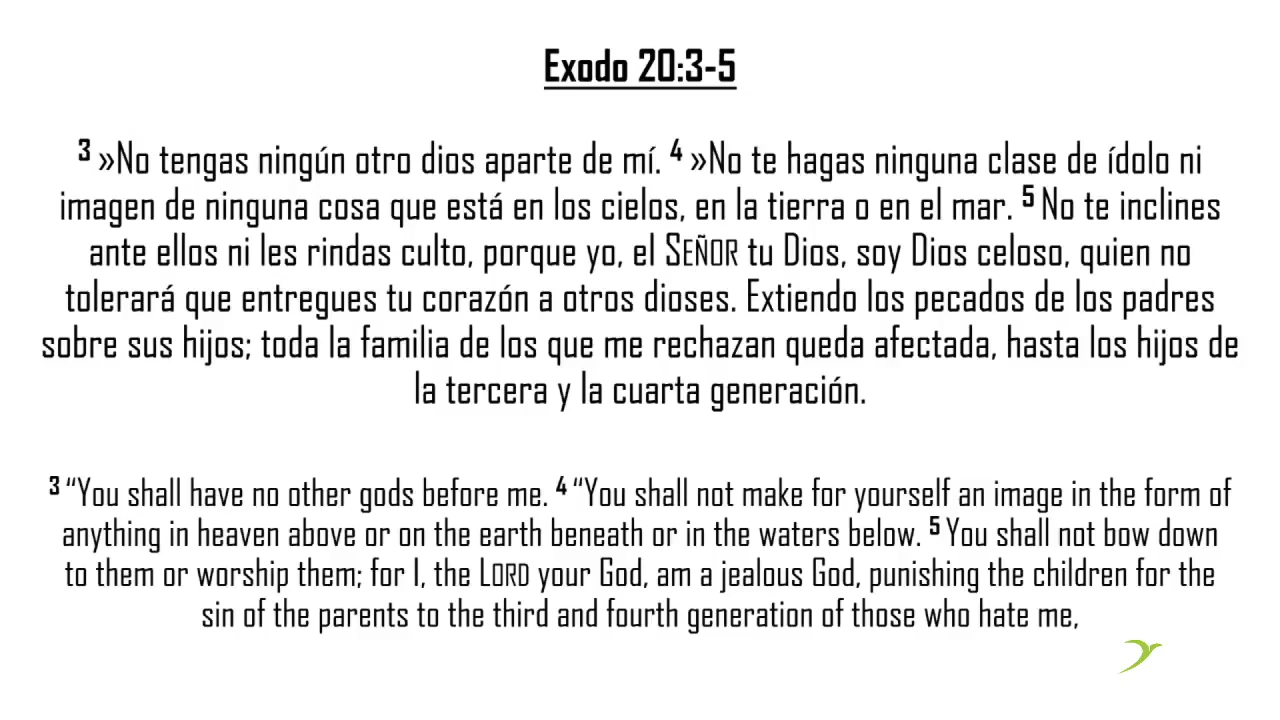 Exodo 20:3-5
3 »No tengas ningún otro dios aparte de mí. 4 »No te hagas ninguna clase de ídolo ni
imagen de ninguna cosa que está en los cielos, en la tierra o en el mar. 5 No te inclines
ante ellos ni les rindas culto, porque yo, el SEÑOR tu Dios, soy Dios celoso, quien no
tolerará que entregues tu corazón a otros dioses. Extiendo los pecados de los padres
sobre sus hijos; toda la familia de los que me rechazan queda afectada, hasta los hijos de
la tercera y la cuarta generación.
3 “You shall have no other gods before me. 4 “You shall not make for yourself an image in the form of
anything in heaven above or on the earth beneath or in the waters below. 5 You shall not bow down
to them or worship them; for I, the LORD your God, am a jealous God, punishing the children for the
sin of the parents to the third and fourth generation of those who hate me,